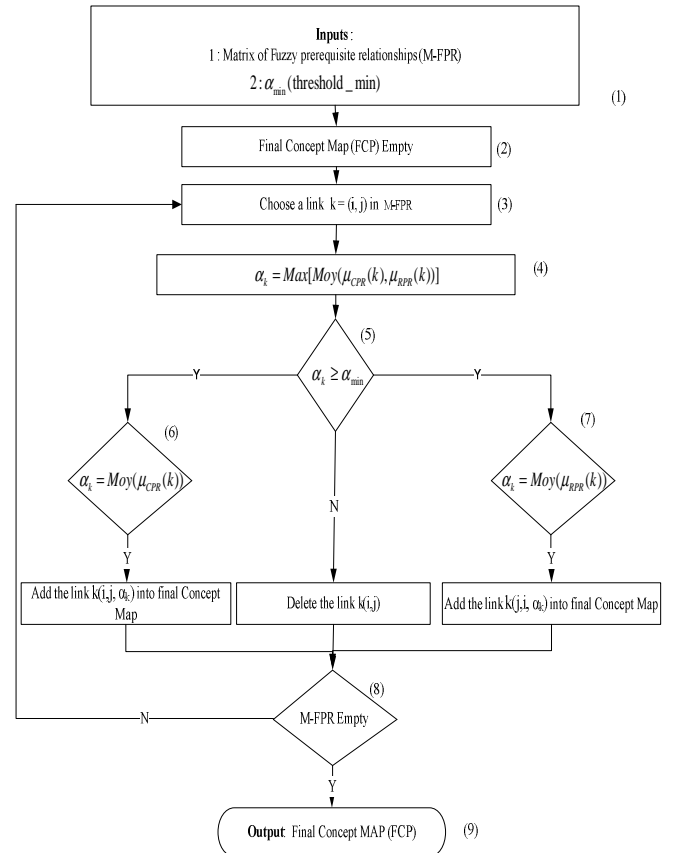 Inputs :
1 : Matrix of Fuzzy prerequisite relationships (M-FPR)
2 : α_min (threshold _ min)
(1)
Final Concept Map (FCP) Empty
(2)
Choose a link k = (i, j) in M-FPR
(3)
α_k = Max[Moy(μ_CPR(k), μ_RPR(k))]
(4)
(5)
α_k ≥ α_min
Y
Y
(6)
(7)
α_k = Moy(μ_CPR(k))
α_k = Moy(μ_RPR(k))
N
Y
Y
Add the link k(i,j, α_k) into final Concept
Map
Delete the link k(i,j)
Add the link k(j,i, α_k) into final Concept Map
(8)
M-FPR Empty
N
Y
Output: Final Concept MAP (FCP)
(9)